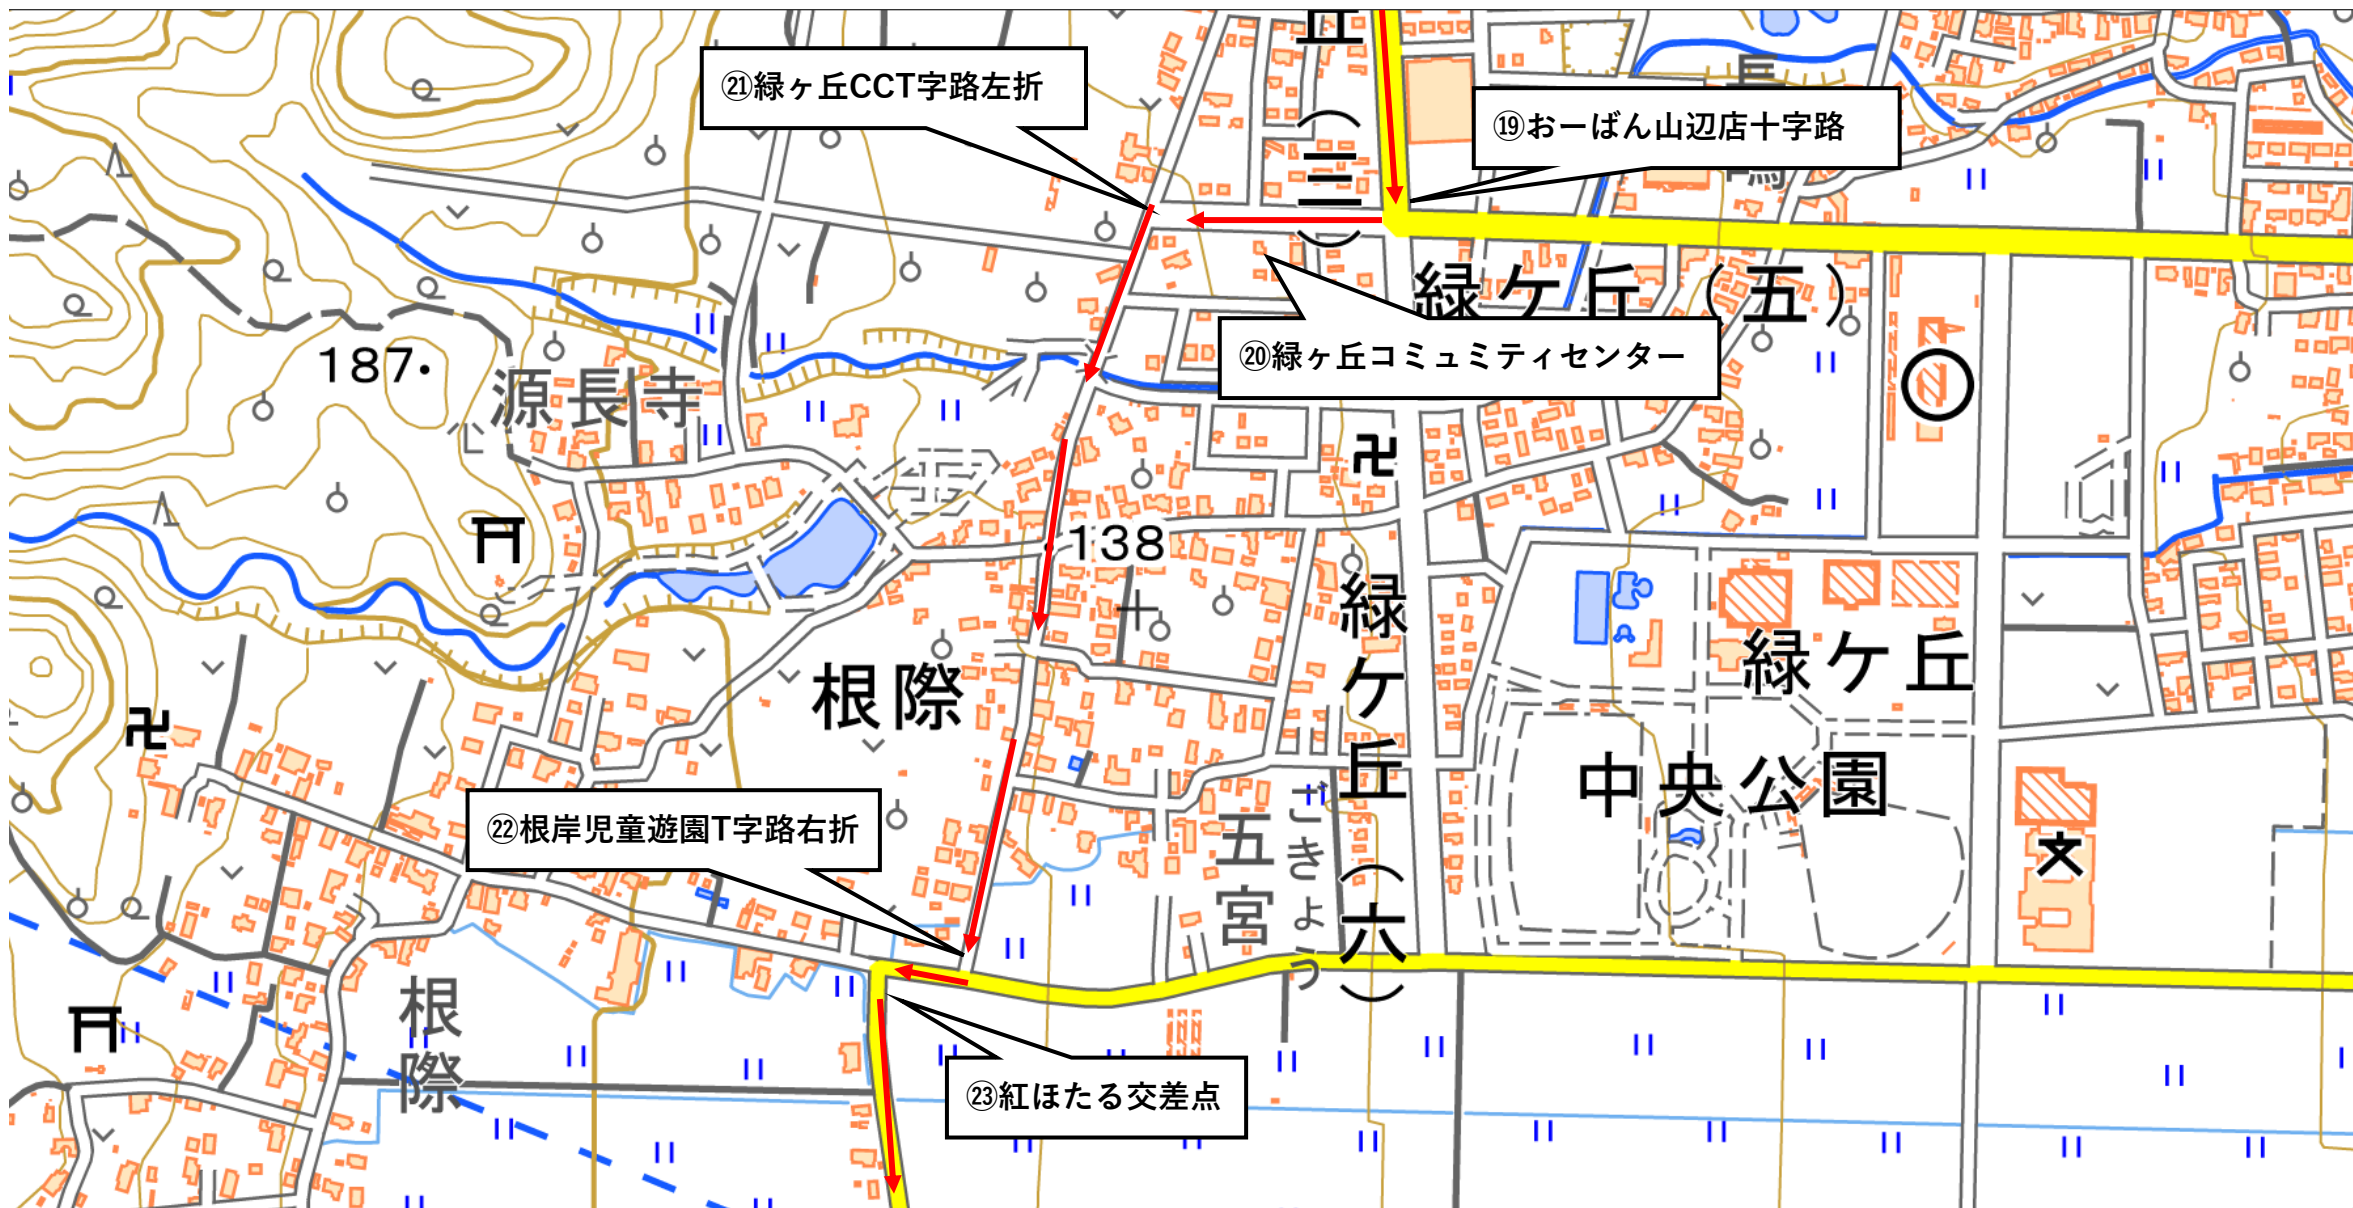 丘(三)
㉑緑ヶ丘CCT字路左折
⑲おーばん山辺店十字路
緑ケ丘(五)
⑳緑ヶ丘コミュミティセンター
187
源長寺
138
緑ケ丘(六)
緑ケ丘
中央公園
根際
㉒根岸児童遊園T字路右折
五宮
ごきょう
根際
㉓紅ほたる交差点